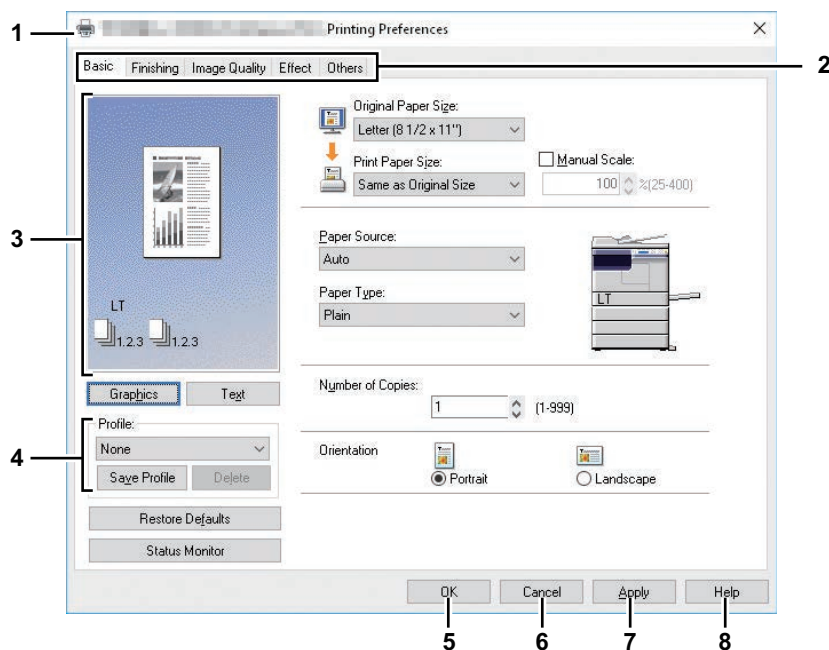 1
Printing Preferences
2
Basic Finishing Image Quality Effect Others
3
LT
1.2.3 1.2.3
Graphics Text
4
Profile:
None
Save Profile Delete
Restore Defaults
Status Monitor
Original Paper Size:
Letter (8 1/2 x 11")
Print Paper Size:
Same as Original Size
Manual Scale:
100 %(25-400)
Paper Source:
Auto
Paper Type:
Plain
LT
Number of Copies:
1 (1-999)
Orientation
Portrait Landscape
OK Cancel Apply Help
5 6 7 8